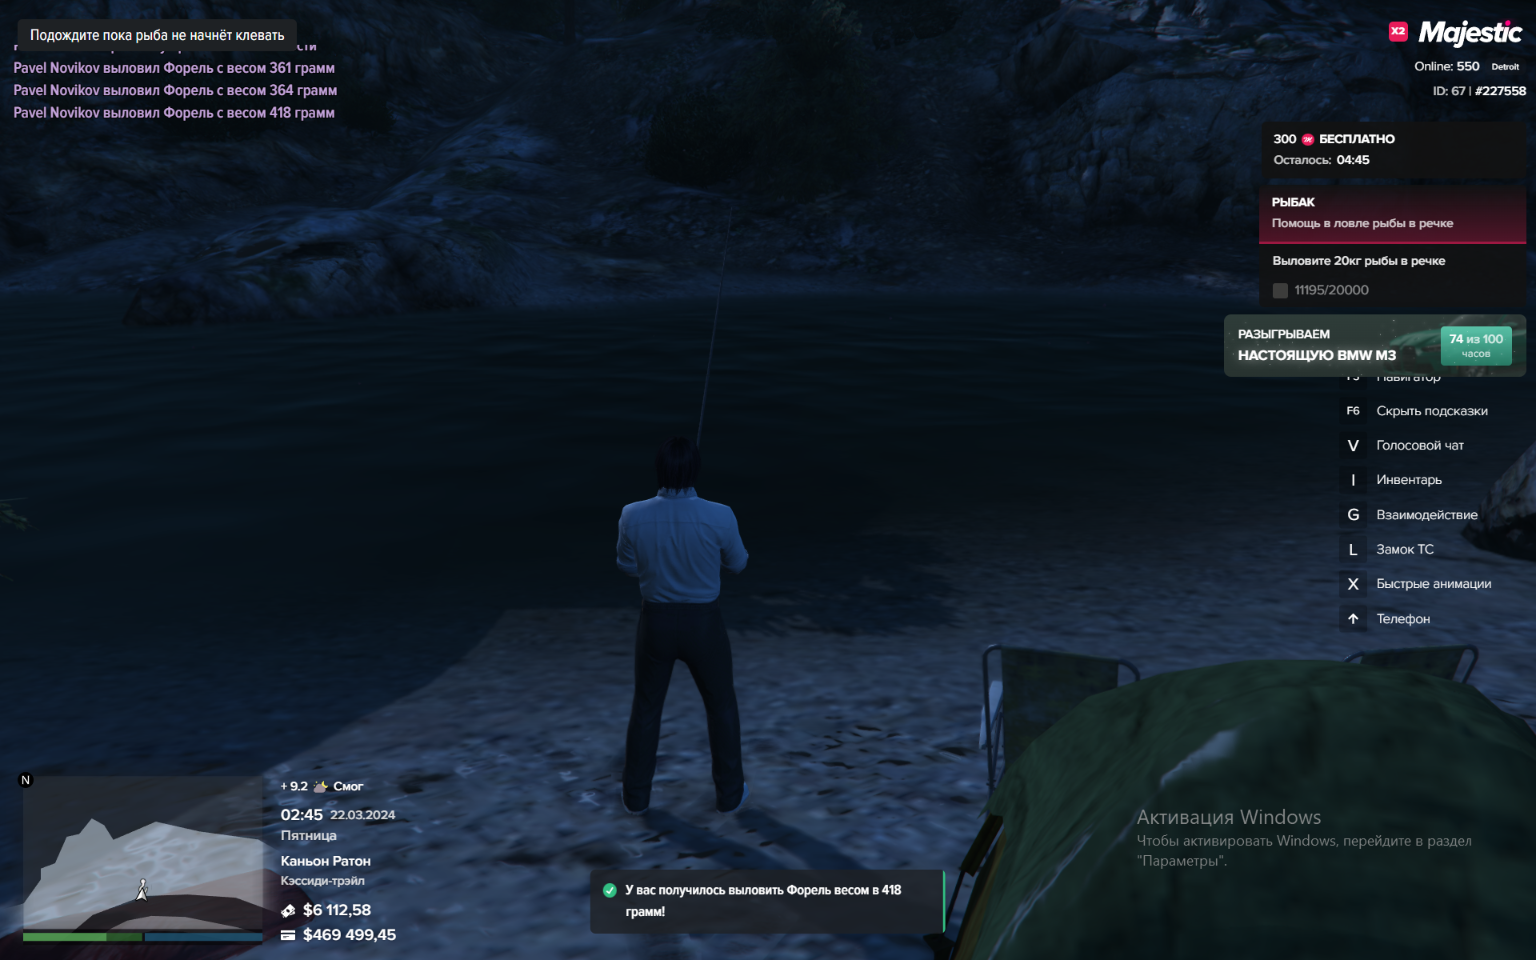 Подождите пока рыба не начнёт клевать
Pavel Novikov выловил Форель с весом 361 грамм
Pavel Novikov выловил Форель с весом 364 грамм
Pavel Novikov выловил Форель с весом 418 грамм
X2 Majestic
Online: 550 Detroit
ID: 67 | #227558
300 БЕСПЛАТНО
Осталось: 04:45
РЫБАК
Помощь в ловле рыбы в речке
Выловите 20кг рыбы в речке
11195/20000
РАЗЫГРЫВАЕМ
НАСТОЯЩУЮ BMW M3
74 из 100
часов
Навигатор
F6 Скрыть подсказки
V Голосовой чат
I Инвентарь
G Взаимодействие
L Замок ТС
X Быстрые анимации
Телефон
N
+ 9.2 Смог
02:45 22.03.2024
Пятница
Каньон Ратон
Кэссиди-трэйл
$6 112,58
$469 499,45
У вас получилось выловить Форель весом в 418
грамм!
Активация Windows
Чтобы активировать Windows, перейдите в раздел
"Параметры".